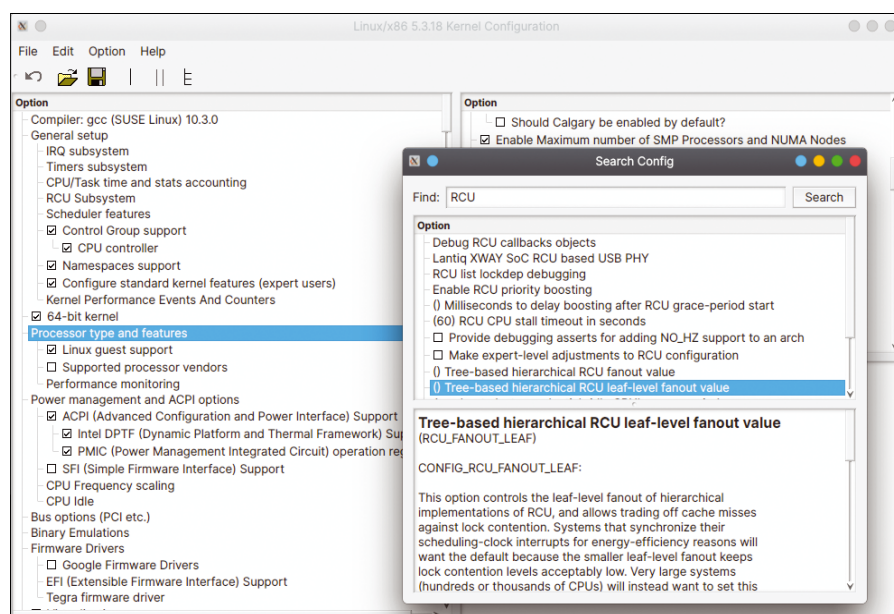 Linux/x86 5.3.18 Kernel Configuration
File Edit Option Help
Option
Compiler: gcc (SUSE Linux) 10.3.0
General setup
IRQ subsystem
Timers subsystem
CPU/Task time and stats accounting
RCU Subsystem
Scheduler features
Control Group support
CPU controller
Namespaces support
Configure standard kernel features (expert users)
Kernel Performance Events And Counters
64-bit kernel
Processor type and features
Linux guest support
Supported processor vendors
Performance monitoring
Power management and ACPI options
ACPI (Advanced Configuration and Power Interface) Support
Intel DPTF (Dynamic Platform and Thermal Framework) Su
PMIC (Power Management Integrated Circuit) operation re
SFI (Simple Firmware Interface) Support
CPU Frequency scaling
CPU Idle
Bus options (PCI etc.)
Binary Emulations
Firmware Drivers
Google Firmware Drivers
EFI (Extensible Firmware Interface) Support
Tegra firmware driver
Option
Should Calgary be enabled by default?
Enable Maximum number of SMP Processors and NUMA Nodes
Search Config
Find: RCU Search
Option
Debug RCU callbacks objects
Lantiq XWAY SoC RCU based USB PHY
RCU list lockdep debugging
Enable RCU priority boosting
() Milliseconds to delay boosting after RCU grace-period start
(60) RCU CPU stall timeout in seconds
Provide debugging asserts for adding NO_HZ support to an arch
Make expert-level adjustments to RCU configuration
() Tree-based hierarchical RCU fanout value
() Tree-based hierarchical RCU leaf-level fanout value
Tree-based hierarchical RCU leaf-level fanout value
(RCU_FANOUT_LEAF)
CONFIG_RCU_FANOUT_LEAF:
This option controls the leaf-level fanout of hierarchical
implementations of RCU, and allows trading off cache misses
against lock contention. Systems that synchronize their
scheduling-clock interrupts for energy-efficiency reasons will
want the default because the smaller leaf-level fanout keeps
lock contention levels acceptably low. Very large systems
(hundreds or thousands of CPUs) will instead want to set this